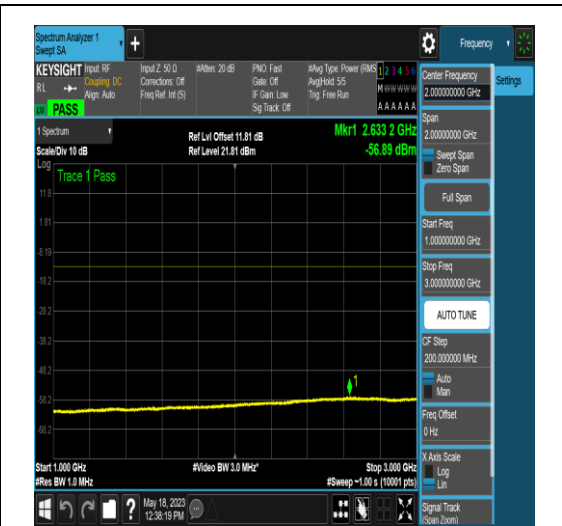 Spectrum Analyzer 1
Swept SA
Frequency
KEYSIGHT
Input: RF
Coupling: DC
Align: Auto
RL
PASS
Input Z: 50 Ω
Corrections: Off
Freq Ref: Int (S)
#Atten: 20 dB
PNO: Fast
Gate: Off
IF Gain: Low
Sig Track: Off
#Avg Type: Power (RMS
Avg|Hold: 5/5
Trig: Free Run
1 2 3 4 5 6
M W W W W W
A A A A A A
1 Spectrum
Scale/Div 10 dB
Ref Lvl Offset 11.81 dB
Ref Level 21.81 dBm
Mkr1 2.633 2 GHz
-56.89 dBm
Log
Trace 1 Pass
11.8
1.81
-8.19
-18.2
-28.2
-38.2
-48.2
-58.2
-68.2
1
Start 1.000 GHz
#Res BW 1.0 MHz
#Video BW 3.0 MHz*
Stop 3.000 GHz
#Sweep ~1.00 s (10001 pts)
May 18, 2023
12:38:19 PM
Center Frequency
2.000000000 GHz
Settings
Span
2.00000000 GHz
Swept Span
Zero Span
Full Span
Start Freq
1.000000000 GHz
Stop Freq
3.000000000 GHz
AUTO TUNE
CF Step
200.000000 MHz
Auto
Man
Freq Offset
0 Hz
X Axis Scale
Log
Lin
Signal Track
(Span Zoom)